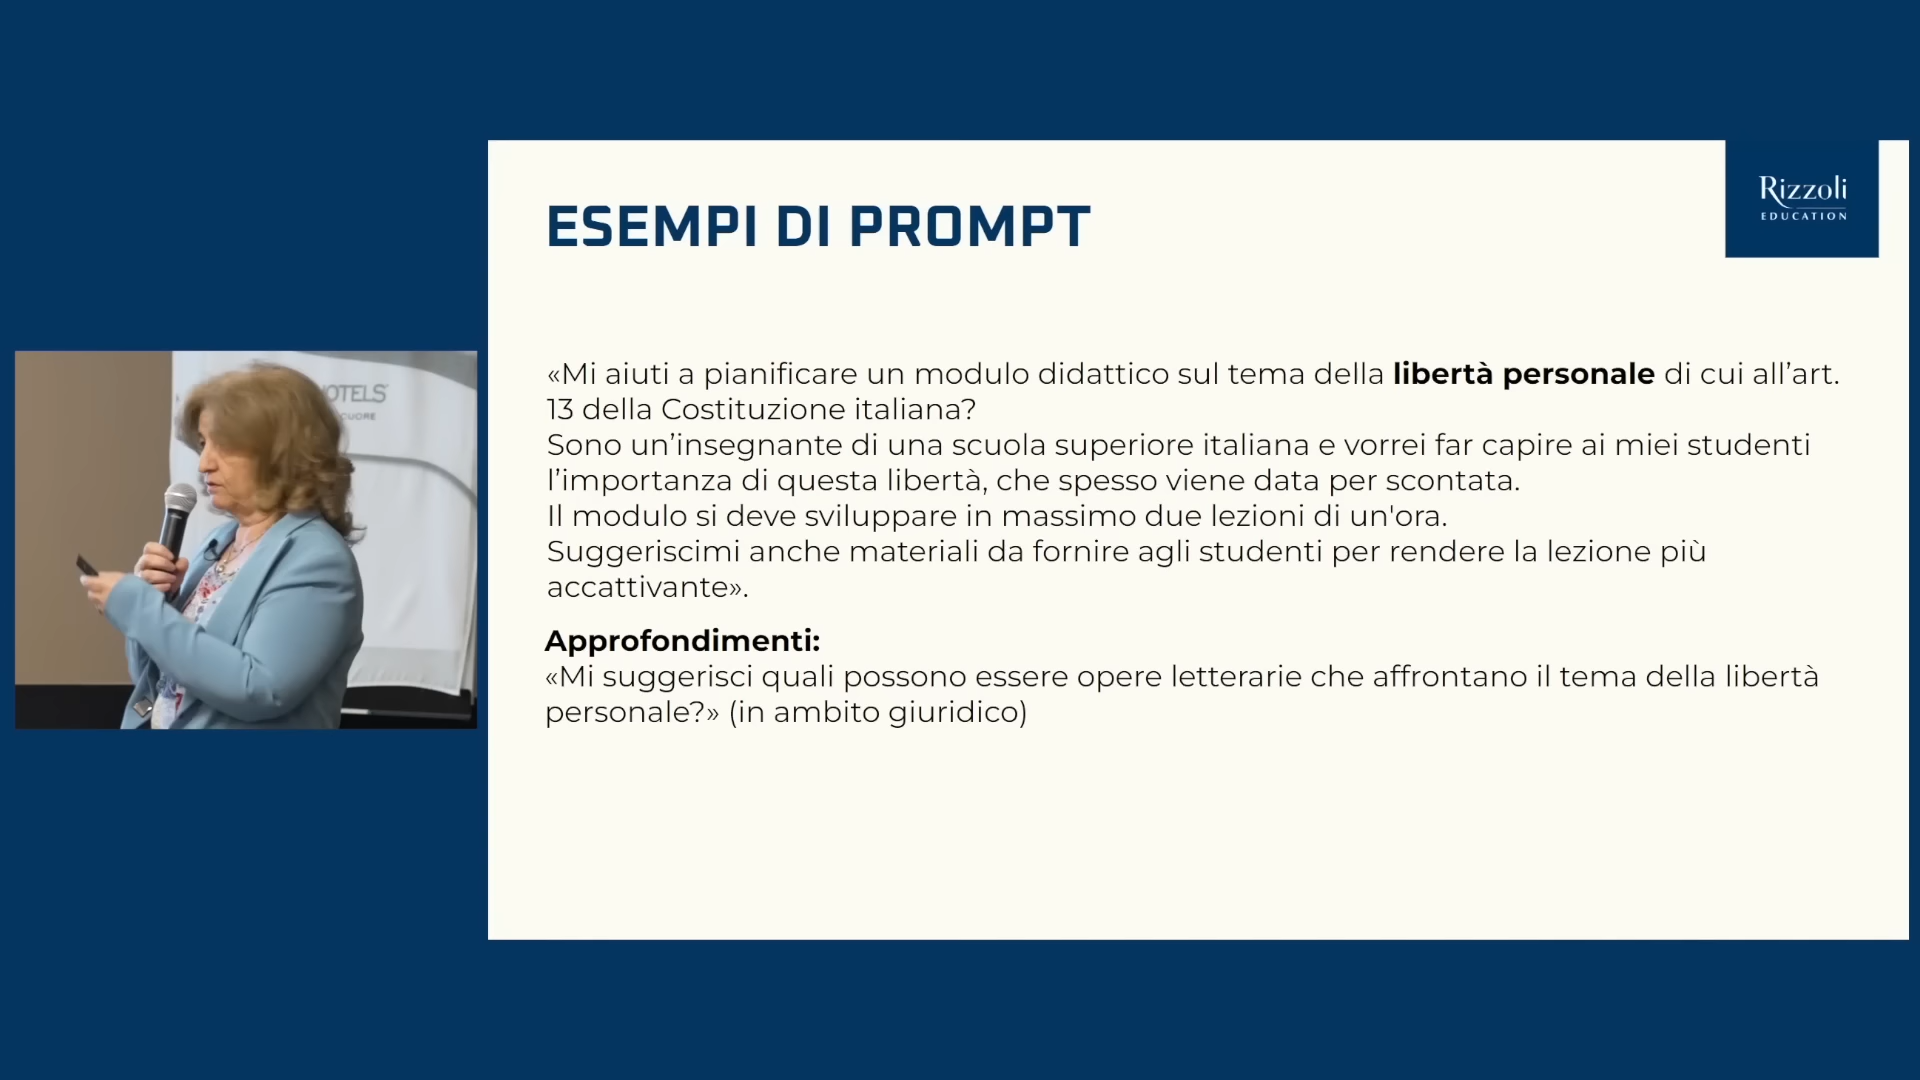 Rizzoli
EDUCATION
ESEMPI DI PROMPT
«Mi aiuti a pianificare un modulo didattico sul tema della libertà personale di cui all’art.
13 della Costituzione italiana?
Sono un’insegnante di una scuola superiore italiana e vorrei far capire ai miei studenti
l’importanza di questa libertà, che spesso viene data per scontata.
Il modulo si deve sviluppare in massimo due lezioni di un'ora.
Suggeriscimi anche materiali da fornire agli studenti per rendere la lezione più
accattivante».
Approfondimenti:
«Mi suggerisci quali possono essere opere letterarie che affrontano il tema della libertà
personale?» (in ambito giuridico)
OTELS
CUORE